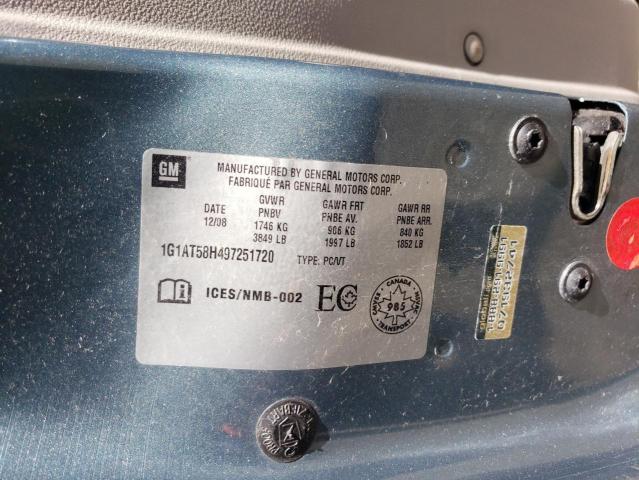 GM
MANUFACTURED BY GENERAL MOTORS CORP.
FABRIQUÉ PAR GENERAL MOTORS CORP.
GVWR GAWR FRT GAWR RR
DATE PNBV PNBE AV. PNBE ARR.
12/08 1746 KG 906 KG 840 KG
3849 LB 1997 LB 1852 LB
1G1AT58H497251720 TYPE: PC/VT
ICES/NMB-002 EC
CANADA
985
TRANSPORT
ZIEBART